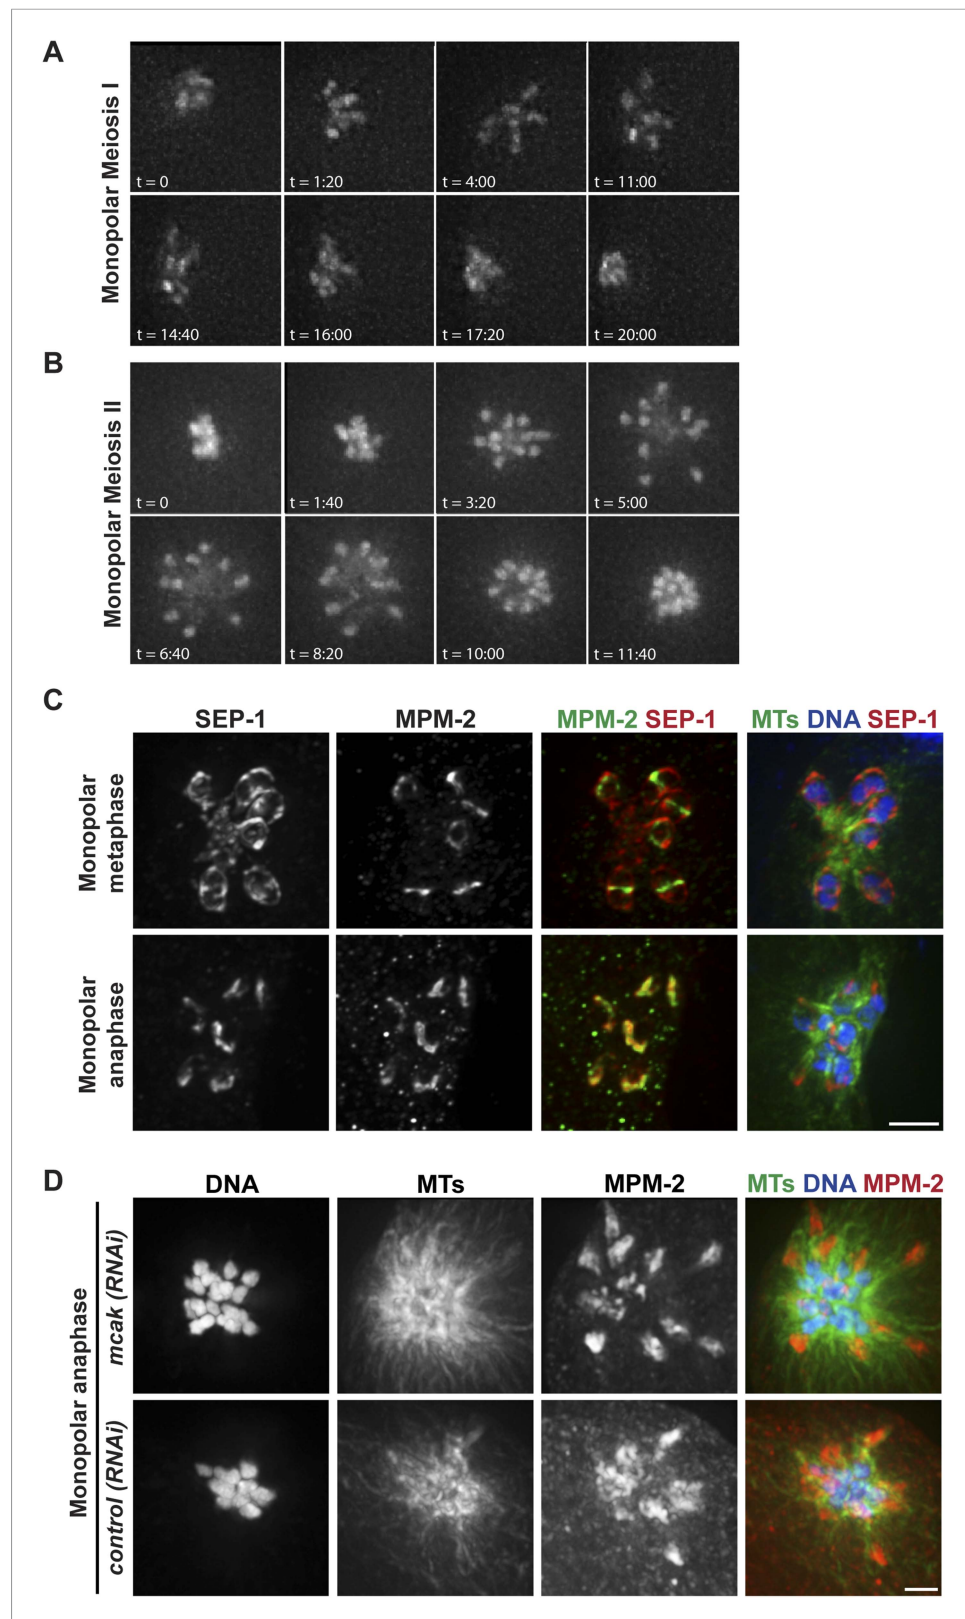 A
Monopolar Meiosis I
t = 0
t = 1:20
t = 4:00
t = 11:00
t = 14:40
t = 16:00
t = 17:20
t = 20:00
B
Monopolar Meiosis II
t = 0
t = 1:40
t = 3:20
t = 5:00
t = 6:40
t = 8:20
t = 10:00
t = 11:40
C
SEP-1
MPM-2
MPM-2 SEP-1
MTs DNA SEP-1
Monopolar
metaphase
Monopolar
anaphase
D
DNA
MTs
MPM-2
MTs DNA MPM-2
Monopolar anaphase
mcak (RNAi)
control (RNAi)